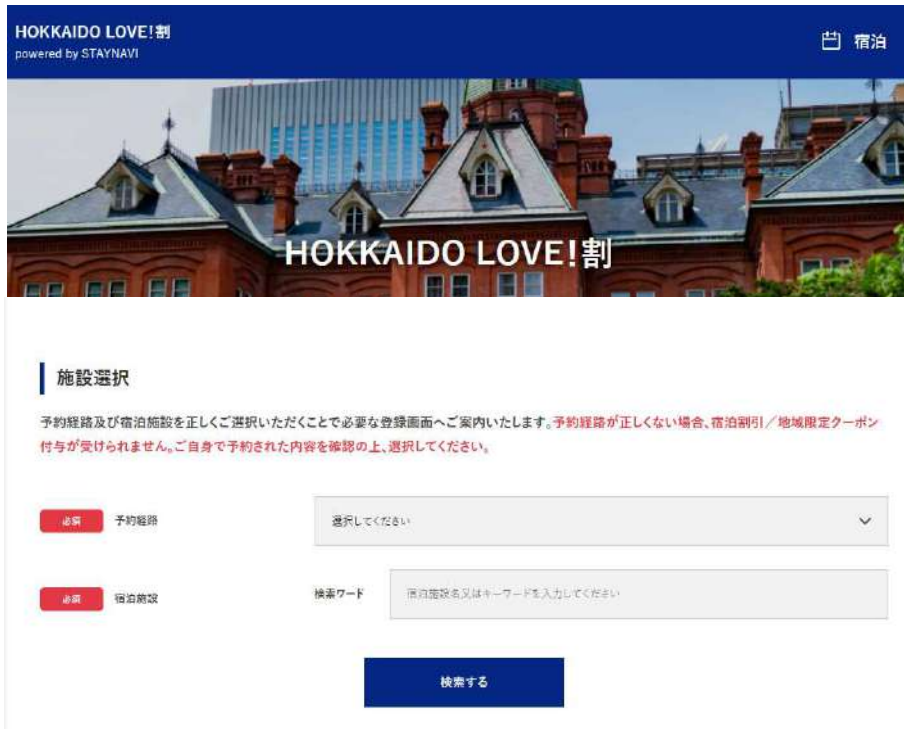 HOKKAIDO LOVE!割
powered by STAYNAVI
宿泊
HOKKAIDO LOVE!割
施設選択
予約経路及び宿泊施設を正しくご選択いただくことで必要な登録画面へご案内いたします。予約経路が正しくない場合、宿泊割引／地域限定クーポン
付与が受けられません。ご自身で予約された内容を確認の上、選択してください。
必須 予約経路 選択してください
必須 宿泊施設 検索ワード 宿泊施設名又はキーワードを入力してください
検索する